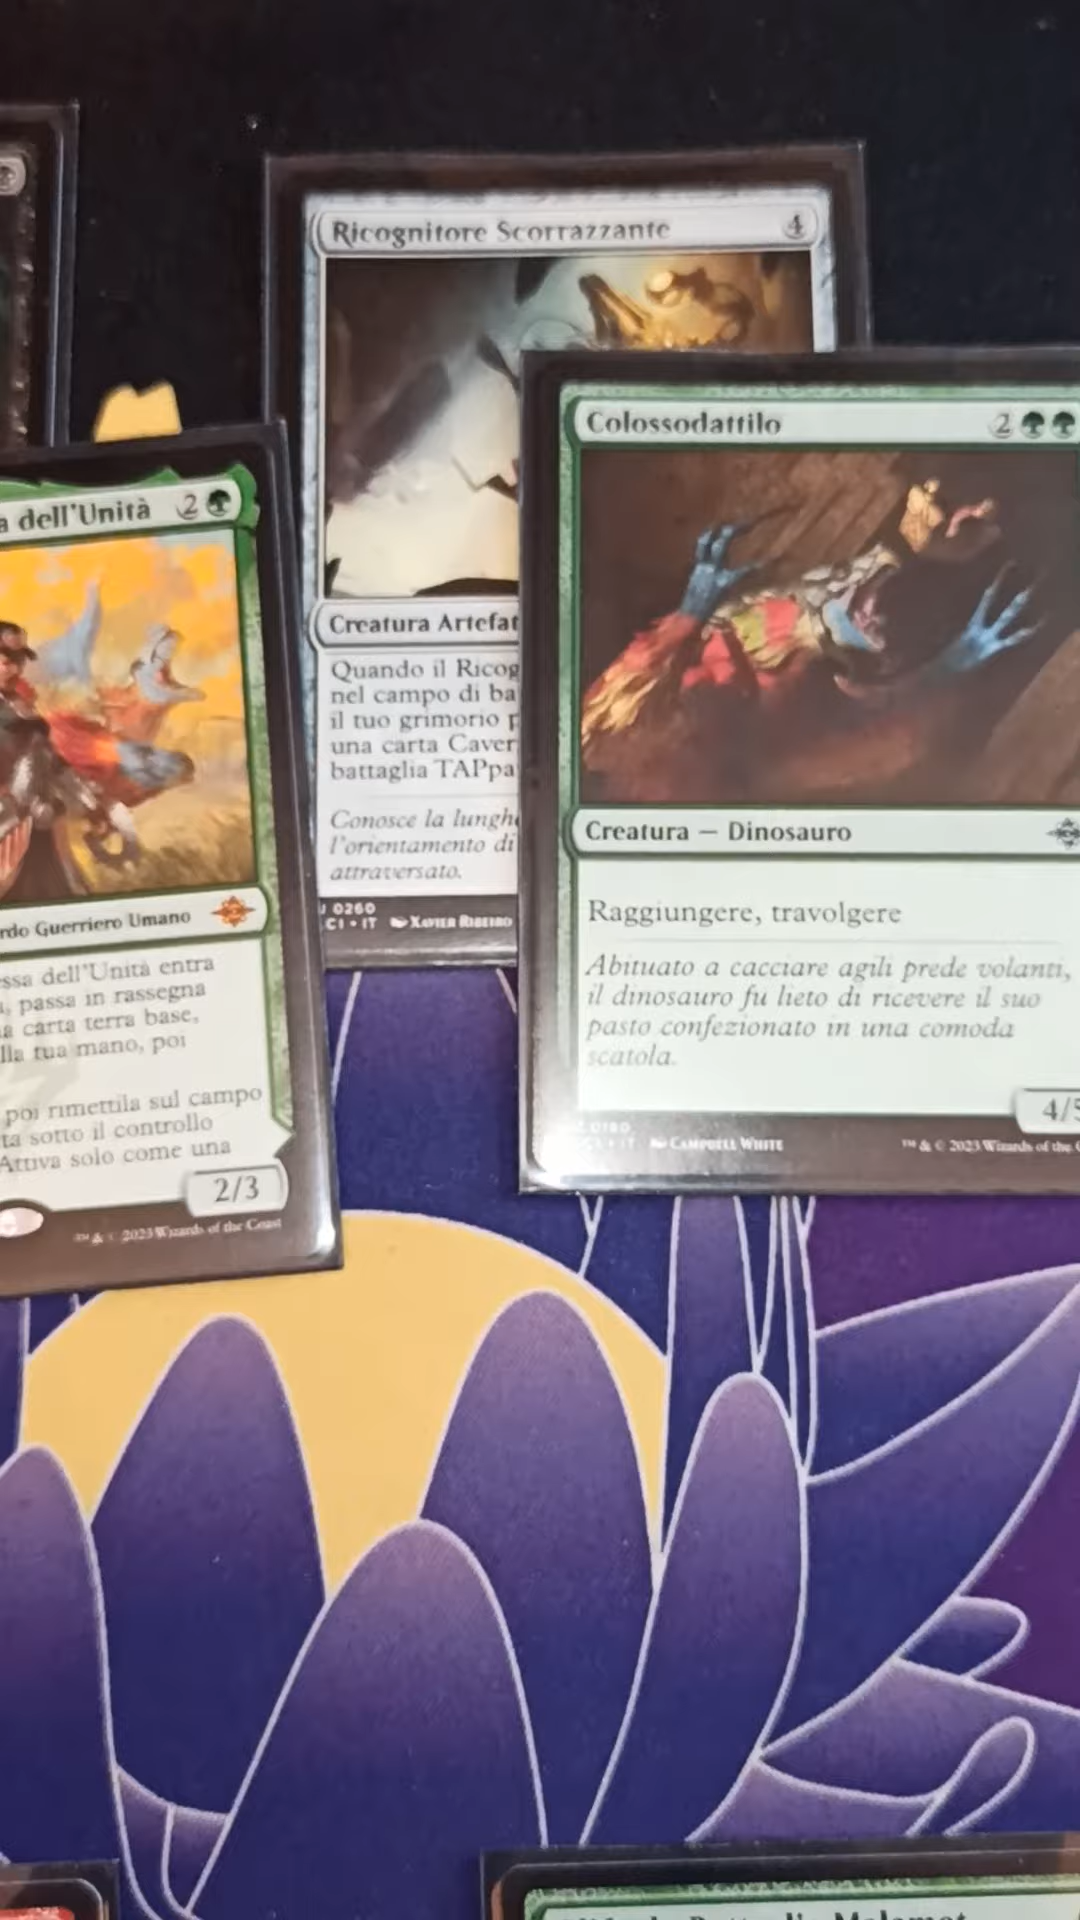 Ricognitore Scorrazzante 4
Creatura Artefat
Quando il Ricog
nel campo di ba
il tuo grimorio p
una carta Caver
battaglia TAPpa
Conosce la lunghe
l'orientamento di
attraversato.
0260
CI • IT XAVIER RIBEIRO
Colossodattilo 2
Creatura — Dinosauro
Raggiungere, travolgere
Abituato a cacciare agili prede volanti,
il dinosauro fu lieto di ricevere il suo
pasto confezionato in una comoda
scatola.
4/5
CAMPBELL WHITE
™ & © 2023 Wizards of the
a dell'Unità 2
rdo Guerriero Umano
ssa dell'Unità entra
, passa in rassegna
a carta terra base,
lla tua mano, poi
poi rimettila sul campo
ta sotto il controllo
Attiva solo come una
2/3
™ & © 2023 Wizards of the Coast